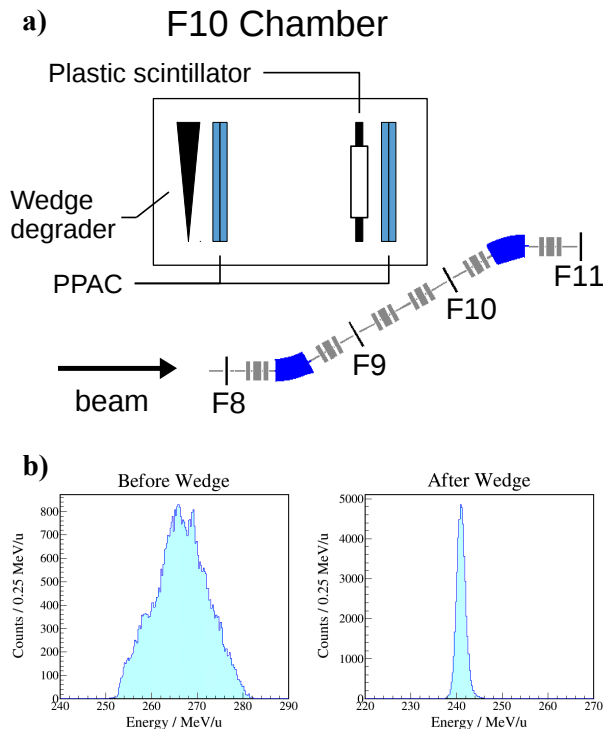 a)
F10 Chamber
Plastic scintillator
Wedge
degrader
PPAC
F11
F10
F9
F8
beam
b)
Before Wedge
Counts / 0.25 MeV/u
800
700
600
500
400
300
200
100
0
240 250 260 270 280 290
Energy / MeV/u
After Wedge
Counts / 0.25 MeV/u
5000
4000
3000
2000
1000
0
220 230 240 250 260 270
Energy / MeV/u